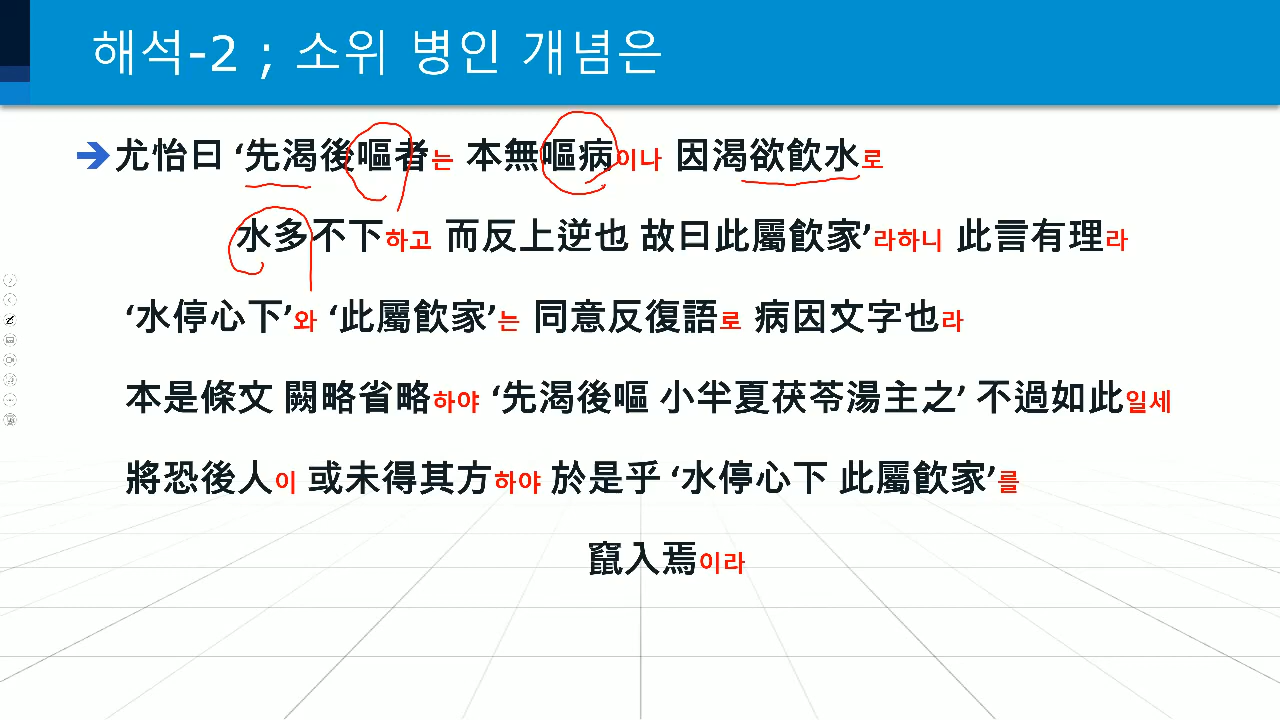 해석-2 ; 소위 병인 개념은
尤怡曰 ‘先渴後嘔者는 本無嘔病이나 因渴欲飮水로
水多不下하고 而反上逆也 故曰此屬飮家’라하니 此言有理라
‘水停心下’와 ‘此屬飮家’는 同意反復語로 病因文字也라
本是條文 闕略省略하야 ‘先渴後嘔 小半夏茯苓湯主之’ 不過如此일세
將恐後人이 或未得其方하야 於是乎 ‘水停心下 此屬飮家’를
竄入焉이라